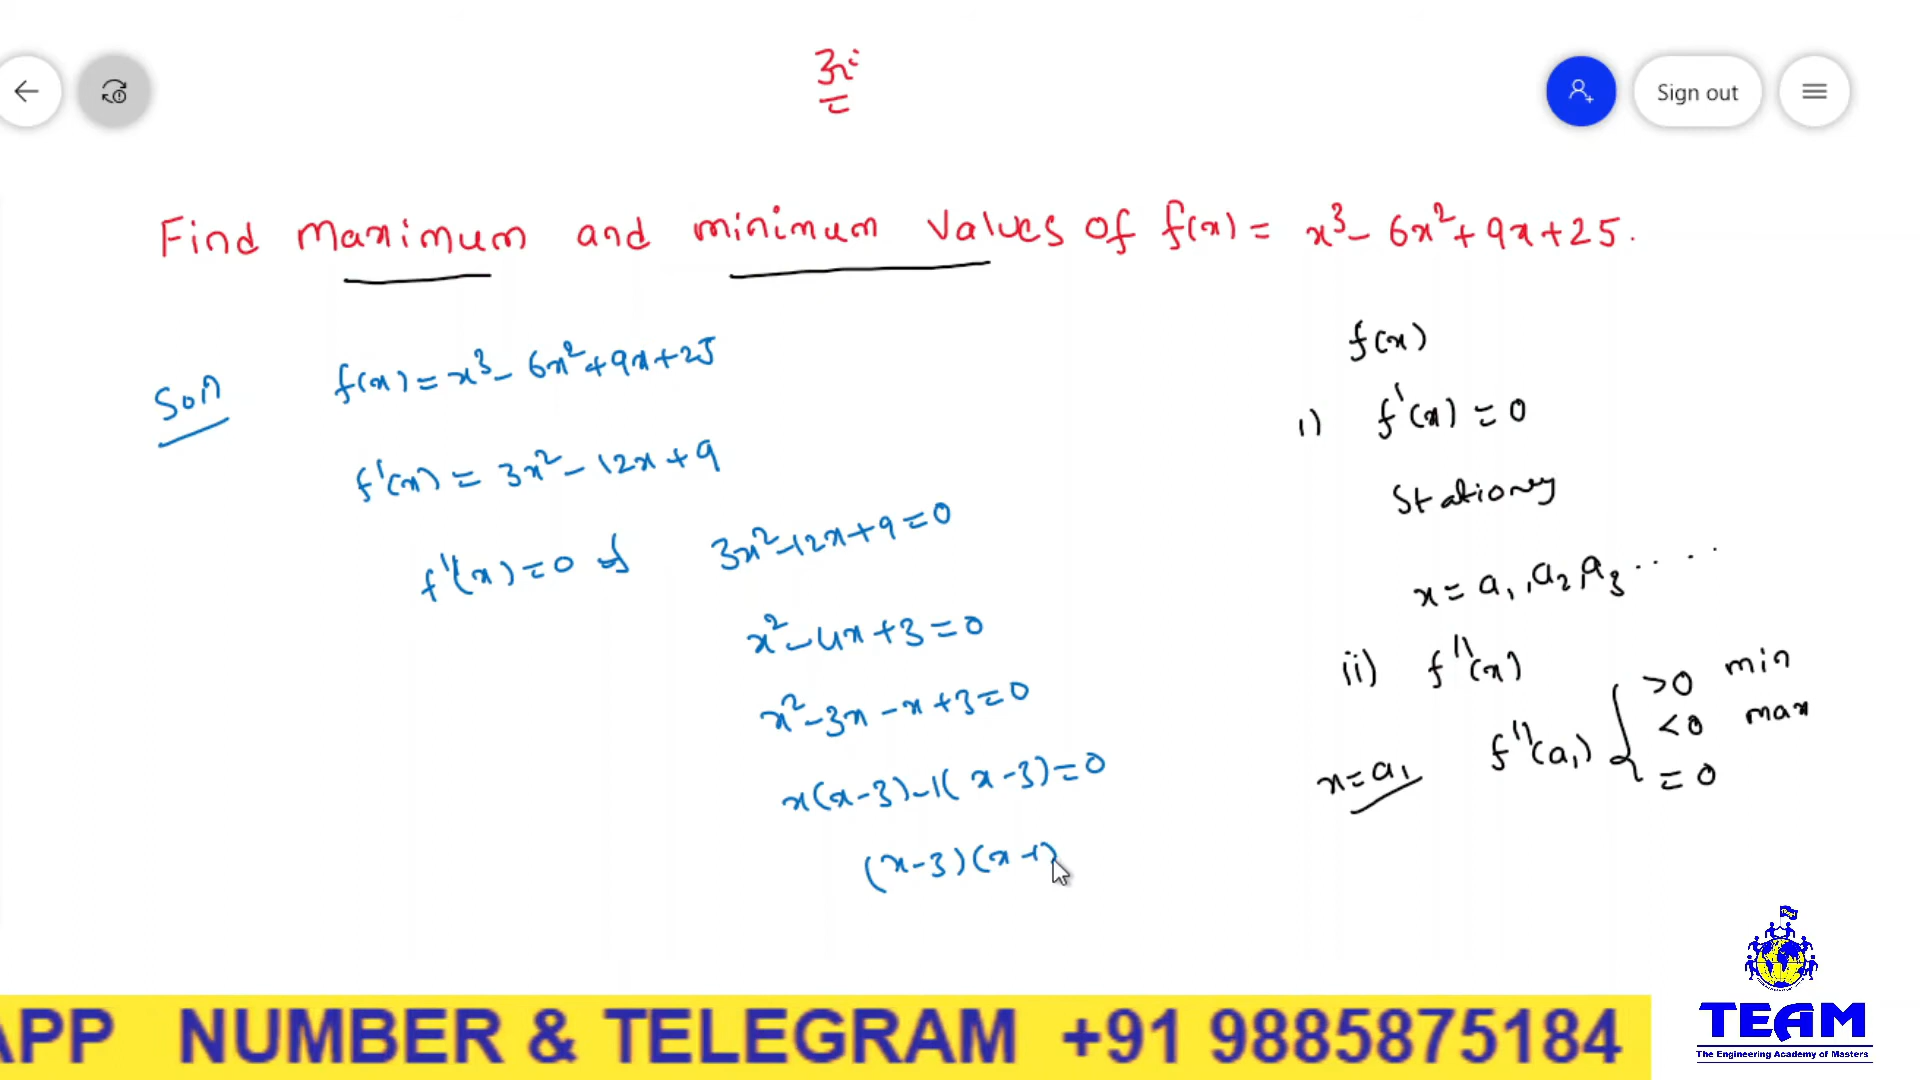 Sign out
Find maximum and minimum values of f(x) = x³ - 6x² + 9x + 25.
Soln f(x) = x³ - 6x² + 9x + 25
f'(x) = 3x² - 12x + 9
f''(x) = 0
3x² - 12x + 9 = 0
x² - 4x + 3 = 0
x² - 3x - x + 3 = 0
x(x-3) - 1(x-3) = 0
(x-3)(x-1)
f(x)
i) f'(x) = 0
Stationery
x = a₁, a₂, a₃ ......
ii) f''(x)
x = a₁ f''(a₁) { >0 min
<0 max
= 0
APP NUMBER & TELEGRAM +91 9885875184
TEAM
The Engineering Academy of Masters